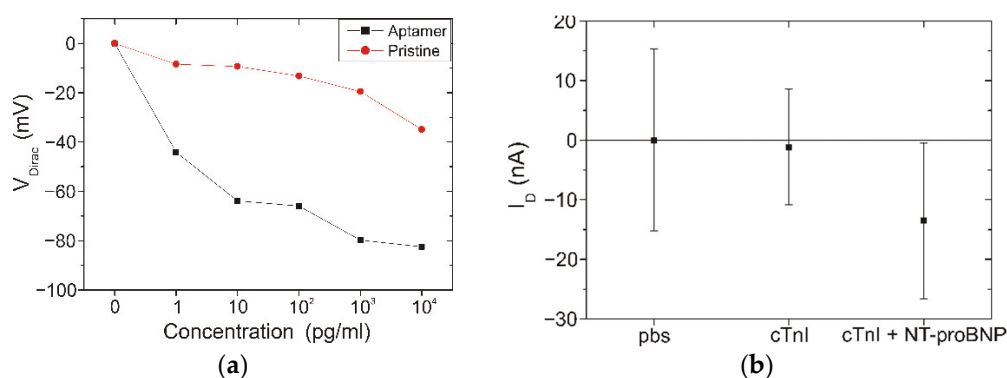 Aptamer
Pristine
0
−20
−40
−60
−80
−100
V_Dirac (mV)
0 1 10 10² 10³ 10⁴
Concentration (pg/ml)
(a)
20
10
0
−10
−20
−30
I_D (nA)
pbs cTnI cTnI + NT-proBNP
(b)